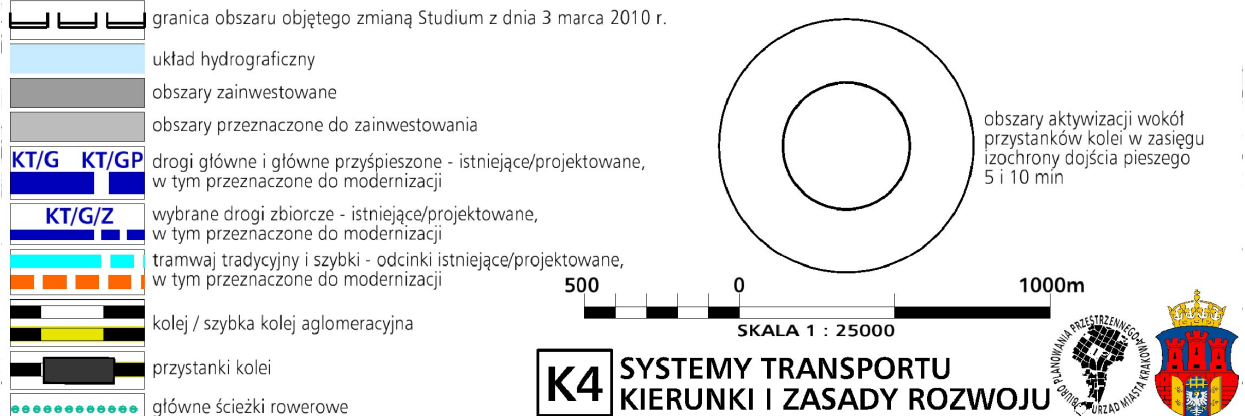 granica obszaru objętego zmianą Studium z dnia 3 marca 2010 r.
układ hydrograficzny
obszary zainwestowane
obszary przeznaczone do zainwestowania
KT/G KT/GP
drogi główne i główne przyśpieszone - istniejące/projektowane,
w tym przeznaczone do modernizacji
KT/G/Z
wybrane drogi zbiorcze - istniejące/projektowane,
w tym przeznaczone do modernizacji
tramwaj tradycyjny i szybki - odcinki istniejące/projektowane,
w tym przeznaczone do modernizacji
kolej / szybka kolej aglomeracyjna
przystanki kolei
główne ścieżki rowerowe
obszary aktywizacji wokół
przystanków kolei w zasięgu
izochrony dojścia pieszego
5 i 10 min
500 0 1000m
SKALA 1 : 25000
K4
SYSTEMY TRANSPORTU
KIERUNKI I ZASADY ROZWOJU
BIURO PLANOWANIA PRZESTRZENNEGO
URZĄD MIASTA KRAKOWA